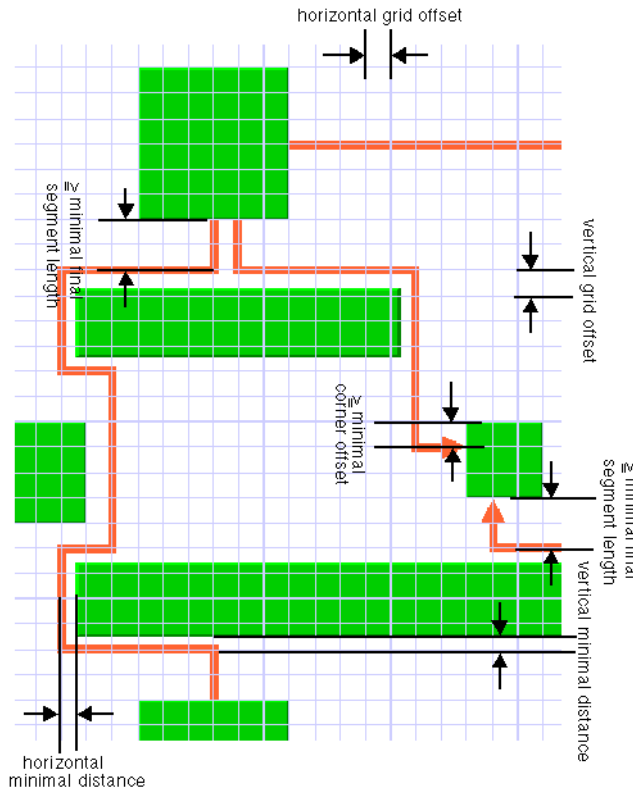 horizontal grid offset
≥ minimal final
segment length
vertical grid offset
≥ minimal
corner offset
≥ minimal final
segment length
vertical minimal distance
horizontal
minimal distance